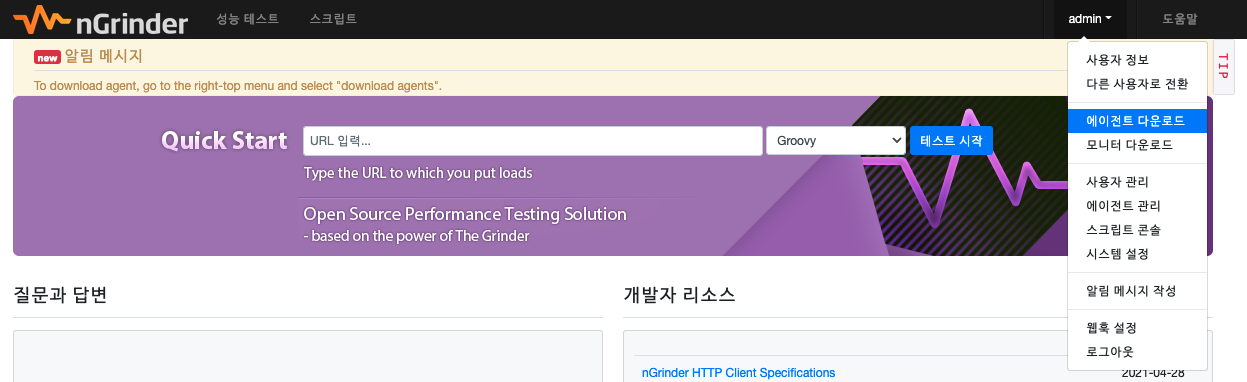 nGrinder 성능 테스트 스크립트 admin 도움말
new 알림 메시지
To download agent, go to the right-top menu and select "download agents".
TIP
사용자 정보
다른 사용자로 전환
에이전트 다운로드
모니터 다운로드
사용자 관리
에이전트 관리
스크립트 콘솔
시스템 설정
알림 메시지 작성
웹훅 설정
로그아웃
Quick Start URL 입력... Groovy 테스트 시작
Type the URL to which you put loads
Open Source Performance Testing Solution
- based on the power of The Grinder
질문과 답변
개발자 리소스
nGrinder HTTP Client Specifications 2021-04-28